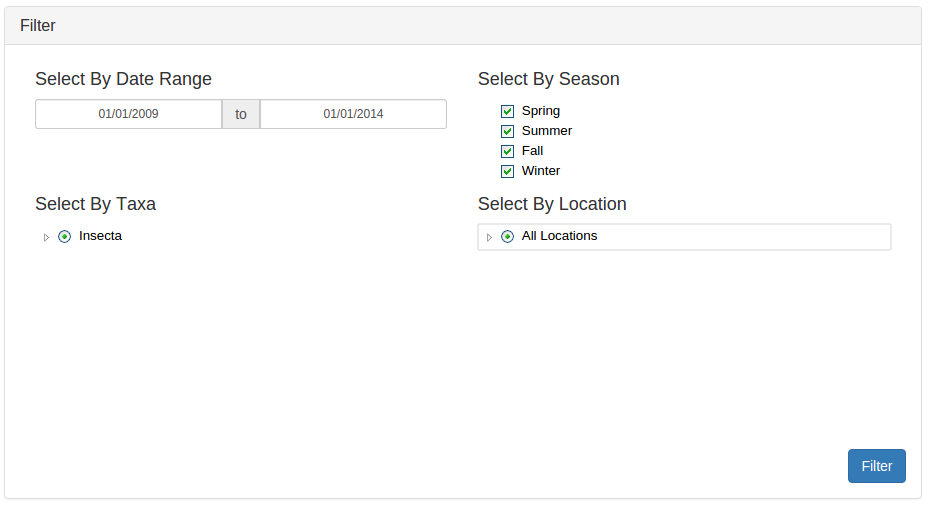 Filter
Select By Date Range
01/01/2009 to 01/01/2014
Select By Season
Spring
Summer
Fall
Winter
Select By Taxa
Insecta
Select By Location
All Locations
Filter